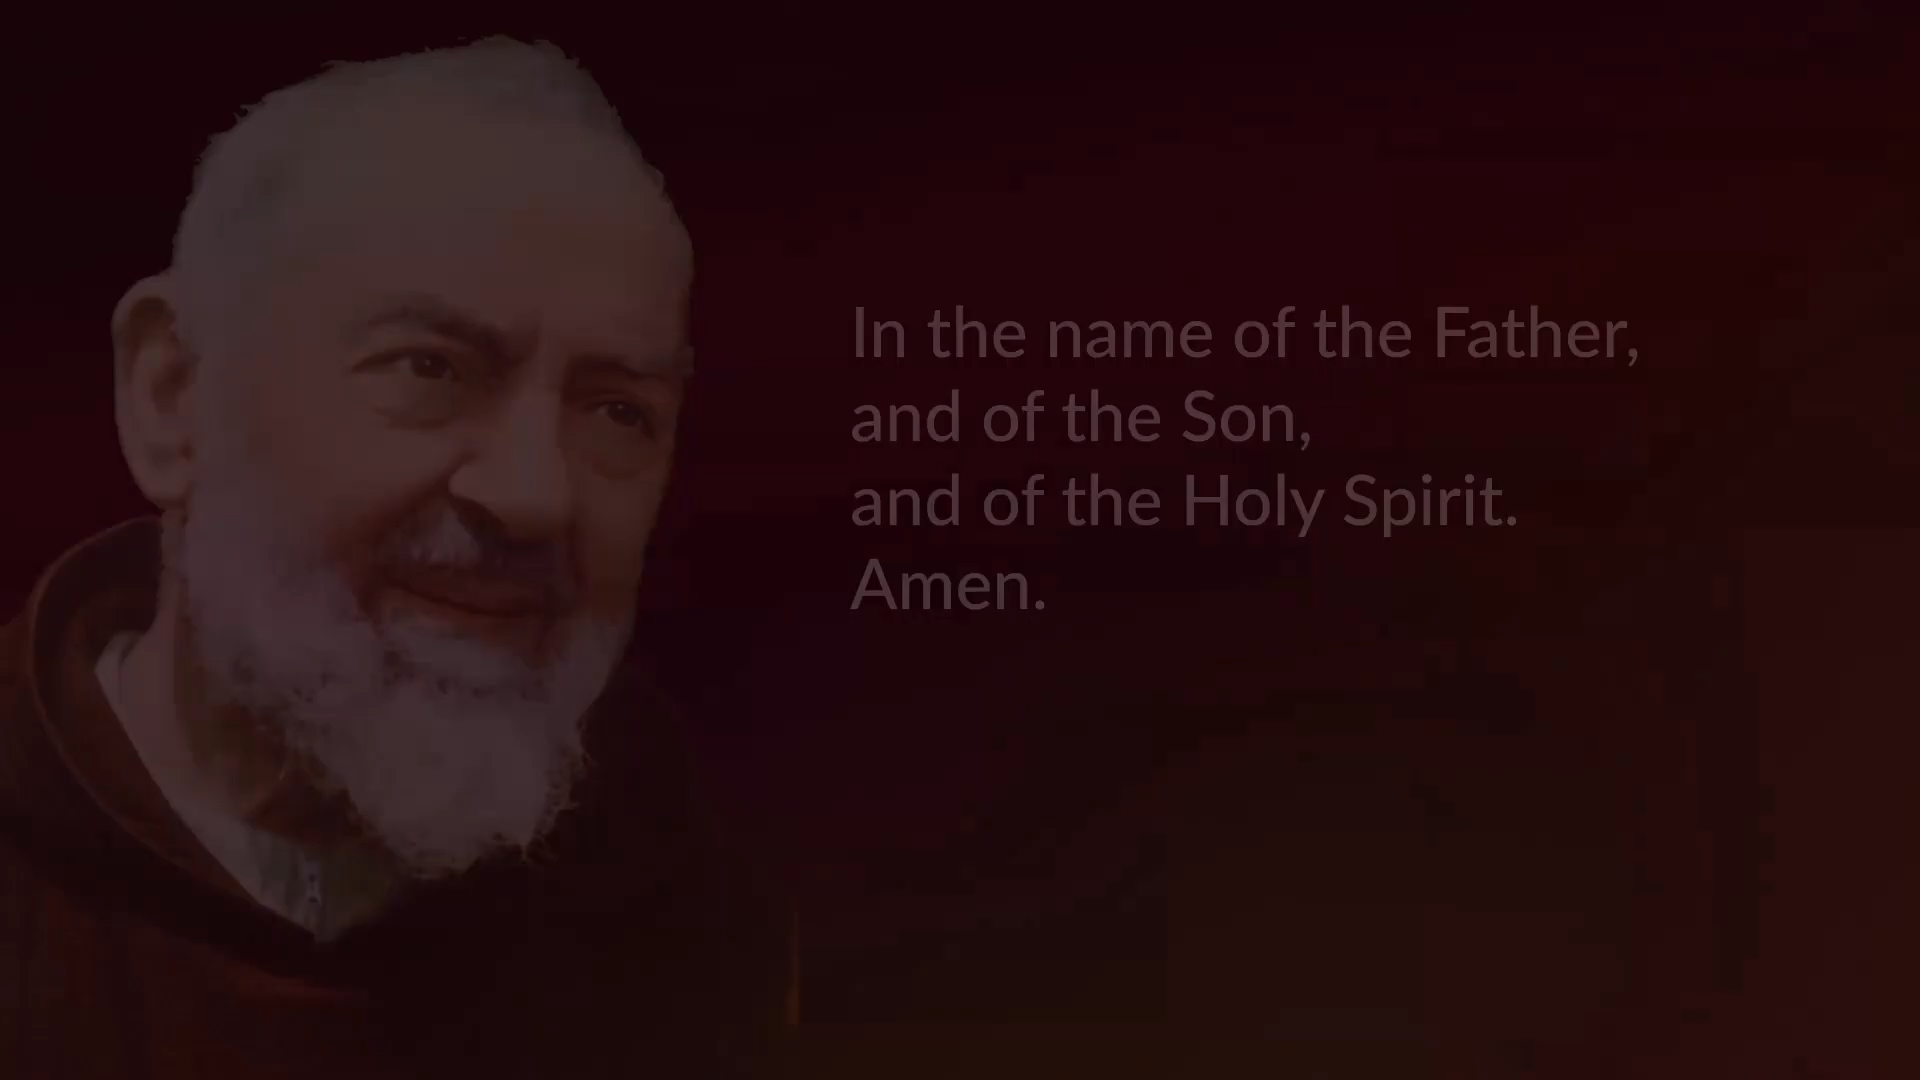 In the name of the Father,
and of the Son,
and of the Holy Spirit.
Amen.